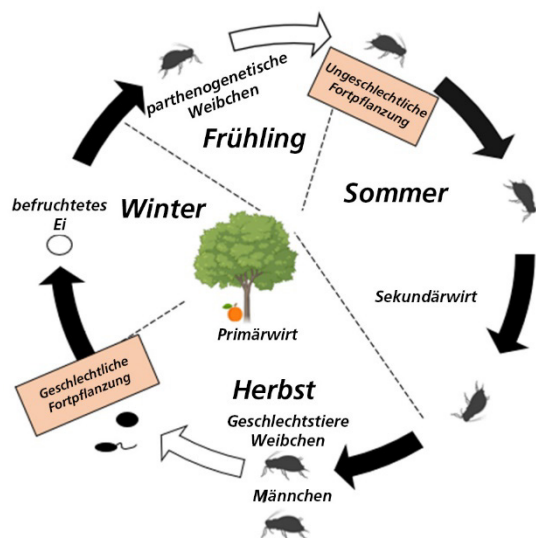 parthenogenetische
Weibchen
Ungeschlechtliche
Fortpflanzung
Frühling
Sommer
befruchtetes
Ei
Winter
Sekundärwirt
Primärwirt
Geschlechtliche
Fortpflanzung
Herbst
Geschlechtstiere
Weibchen
Männchen